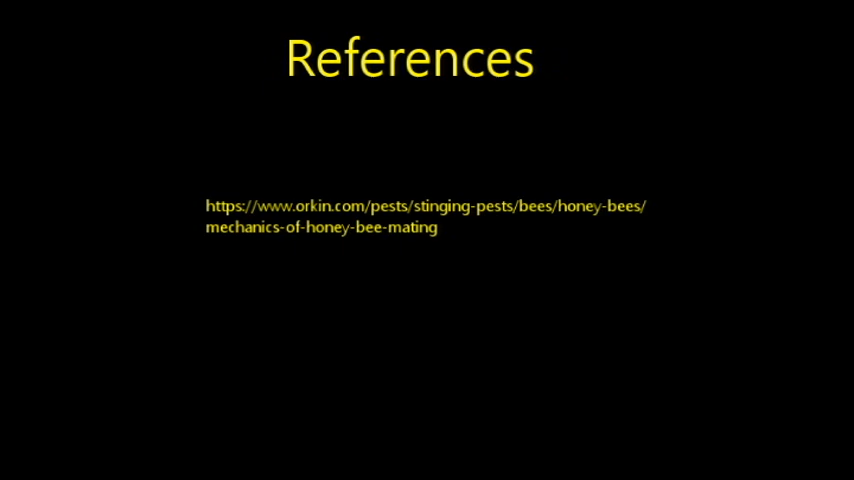 References
https://www.orkin.com/pests/stinging-pests/bees/honey-bees/
mechanics-of-honey-bee-mating